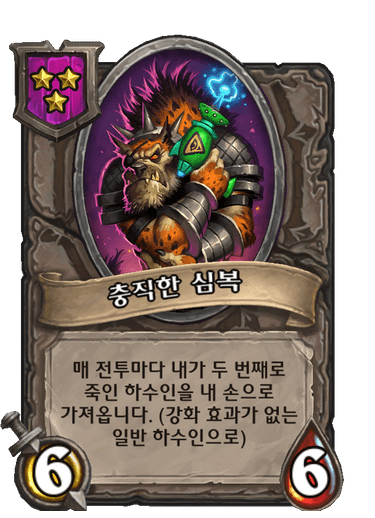 충직한 심복
매 전투마다 내가 두 번째로
죽인 하수인을 내 손으로
가져옵니다. (강화 효과가 없는
일반 하수인으로)
6
6